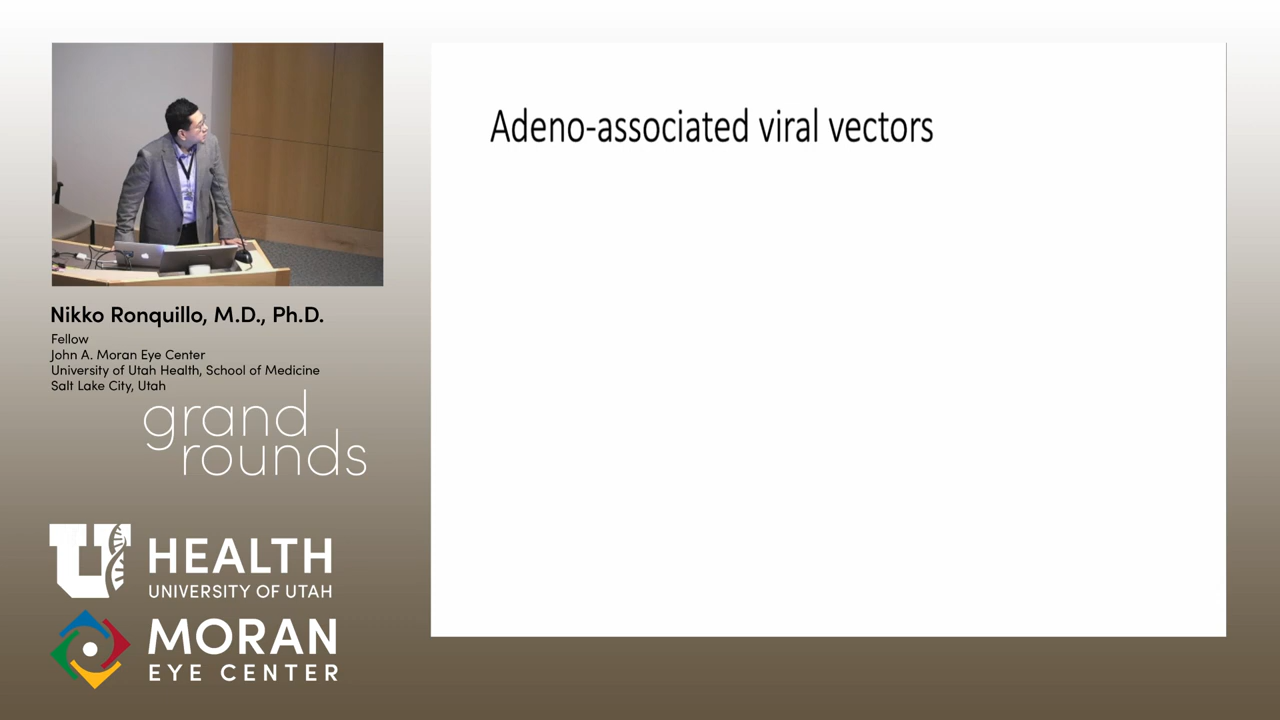 Adeno-associated viral vectors
Nikko Ronquillo, M.D., Ph.D.
Fellow
John A. Moran Eye Center
University of Utah Health, School of Medicine
Salt Lake City, Utah
grand
rounds
U HEALTH
UNIVERSITY OF UTAH
MORAN
EYE CENTER